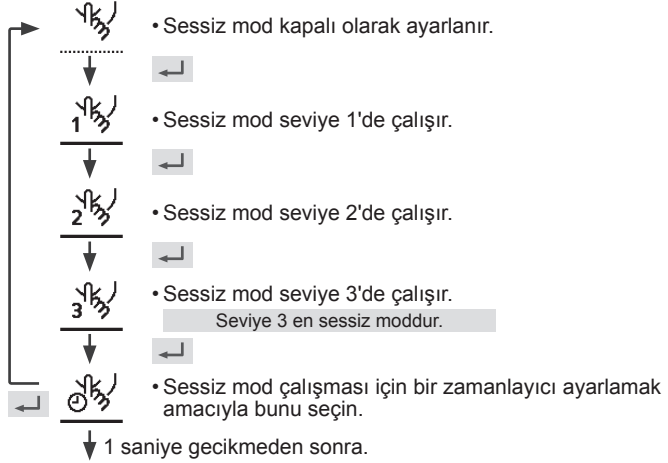 • Sessiz mod kapalı olarak ayarlanır.
1
• Sessiz mod seviye 1'de çalışır.
2
• Sessiz mod seviye 2'de çalışır.
3
• Sessiz mod seviye 3'de çalışır.
Seviye 3 en sessiz moddur.
• Sessiz mod çalışması için bir zamanlayıcı ayarlamak
amacıyla bunu seçin.
1 saniye gecikmeden sonra.